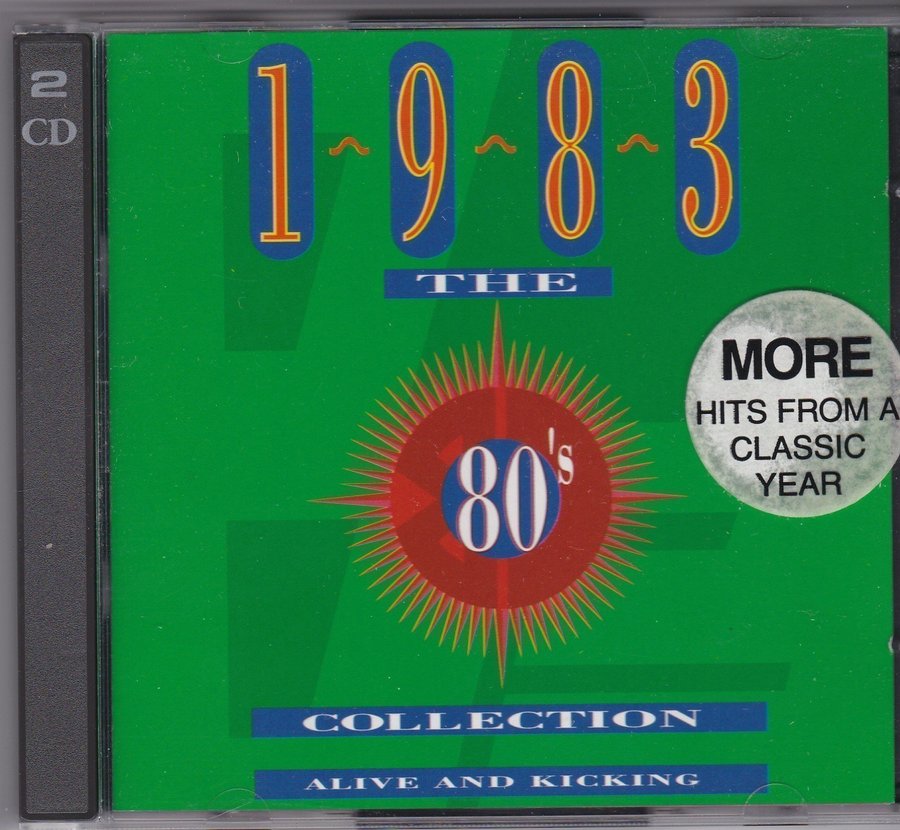 2
CD
1~9~8~3
THE
80's
COLLECTION
ALIVE AND KICKING
MORE
HITS FROM A
CLASSIC
YEAR